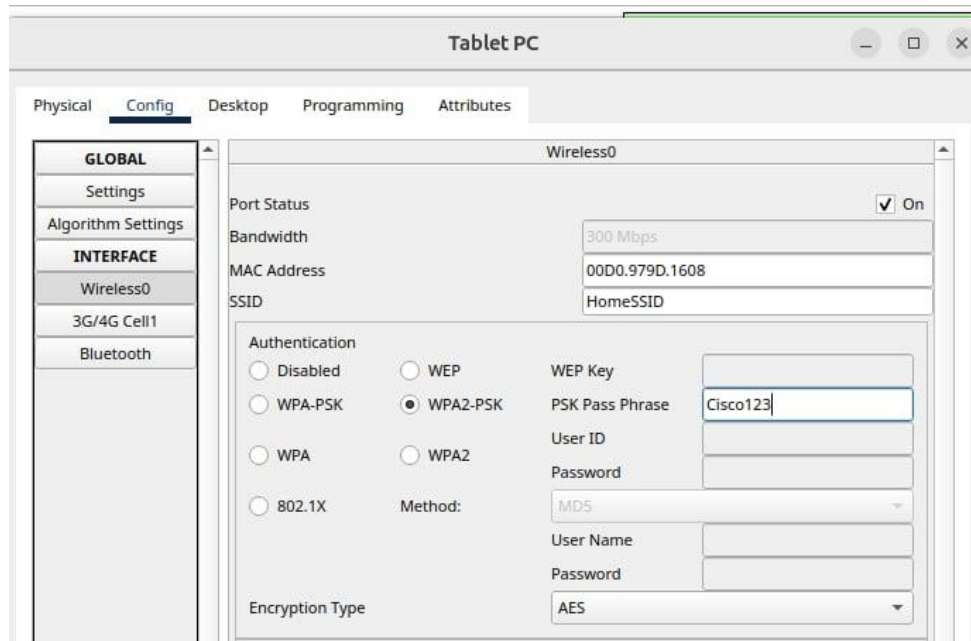 Tablet PC
Physical Config Desktop Programming Attributes
GLOBAL
Settings
Algorithm Settings
INTERFACE
Wireless0
3G/4G Cell1
Bluetooth
Wireless0
Port Status On
Bandwidth 300 Mbps
MAC Address 00D0.979D.1608
SSID HomeSSID
Authentication
Disabled WEP WEP Key
WPA-PSK WPA2-PSK PSK Pass Phrase Cisco123
User ID
WPA WPA2
Password
802.1X Method: MD5
User Name
Password
Encryption Type AES